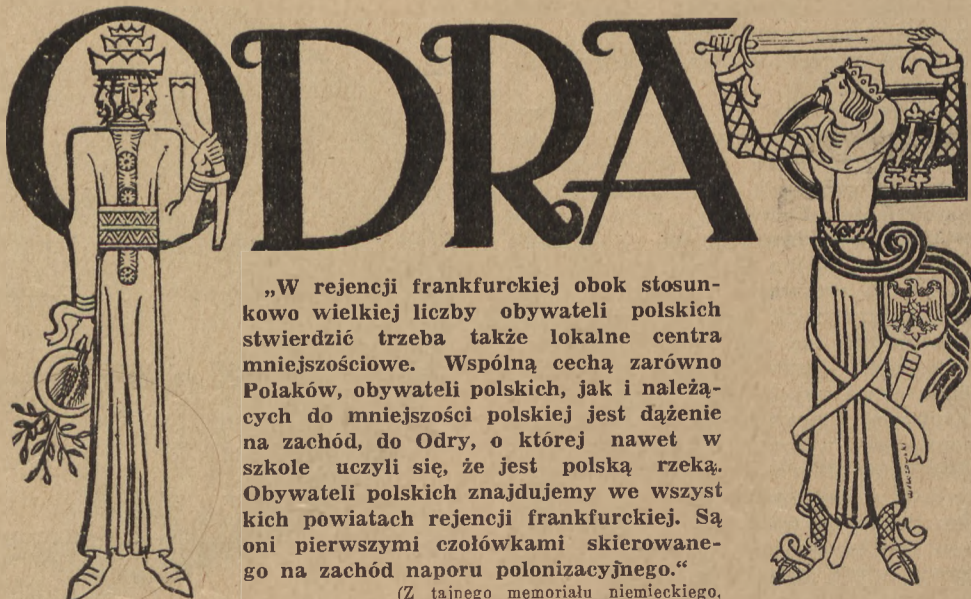 ODRA
„W rejencji frankfurckiej obok stosun-
kowo wielkiej liczby obywateli polskich
stwierdzić trzeba także lokalne centra
mniejszościowe. Wspólną cechą zarówno
Polaków, obywateli polskich, jak i należą-
cych do mniejszości polskiej jest dążenie
na zachód, do Odry, o której nawet w
szkole uczyli się, że jest polską rzeką.
Obywateli polskich znajdujemy we wszyst
kich powiatach rejencji frankfurckiej. Są
oni pierwszymi czołówkami skierowane-
go na zachód naporu polonizacyjnego.“
(Z tajnego memoriału niemieckiego,